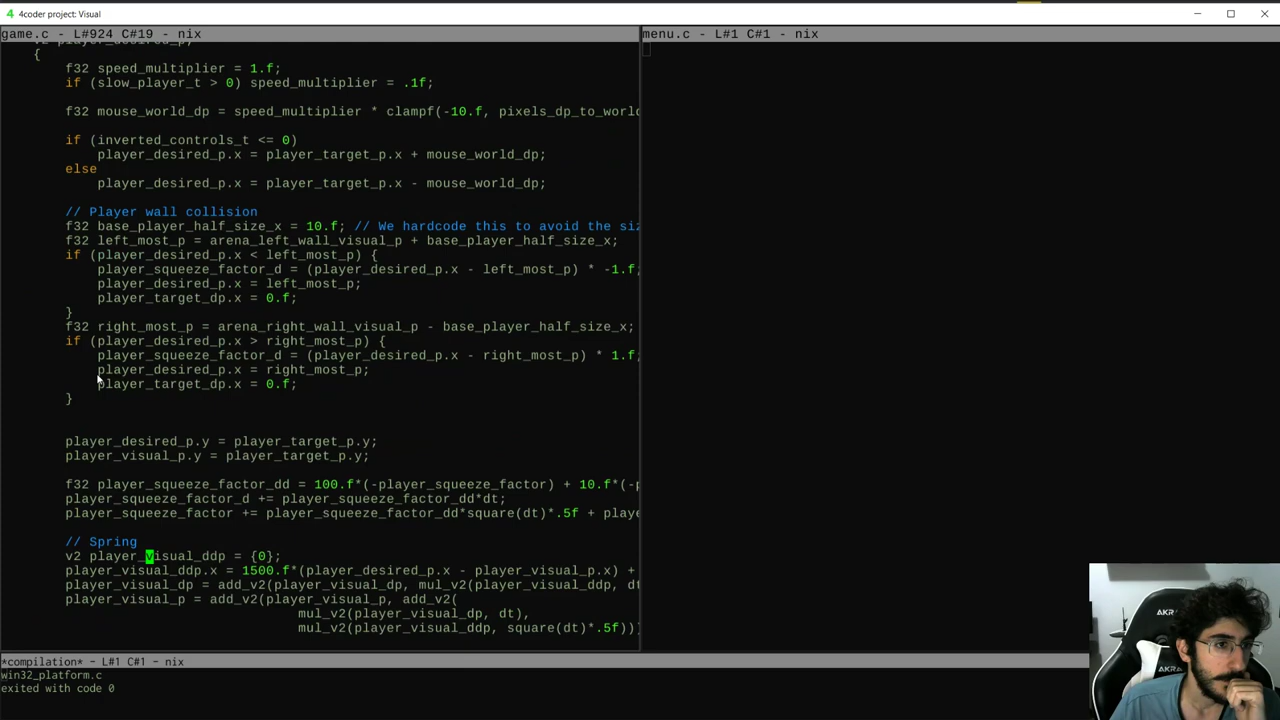 4coder project: Visual
game.c - L#924 C#19 - nix
{
f32 speed_multiplier = 1.f;
if (slow_player_t > 0) speed_multiplier = .1f;
f32 mouse_world_dp = speed_multiplier * clampf(-10.f, pixels_dp_to_world
if (inverted_controls_t <= 0)
player_desired_p.x = player_target_p.x + mouse_world_dp;
else
player_desired_p.x = player_target_p.x - mouse_world_dp;
// Player wall collision
f32 base_player_half_size_x = 10.f; // We hardcode this to avoid the siz
f32 left_most_p = arena_left_wall_visual_p + base_player_half_size_x;
if (player_desired_p.x < left_most_p) {
player_squeeze_factor_d = (player_desired_p.x - left_most_p) * -1.f;
player_desired_p.x = left_most_p;
player_target_dp.x = 0.f;
}
f32 right_most_p = arena_right_wall_visual_p - base_player_half_size_x;
if (player_desired_p.x > right_most_p) {
player_squeeze_factor_d = (player_desired_p.x - right_most_p) * 1.f;
player_desired_p.x = right_most_p;
player_target_dp.x = 0.f;
}
player_desired_p.y = player_target_p.y;
player_visual_p.y = player_target_p.y;
f32 player_squeeze_factor_dd = 100.f*(-player_squeeze_factor) + 10.f*(-p
player_squeeze_factor_d += player_squeeze_factor_dd*dt;
player_squeeze_factor += player_squeeze_factor_dd*square(dt)*.5f + playe
// Spring
v2 player_visual_ddp = {0};
player_visual_ddp.x = 1500.f*(player_desired_p.x - player_visual_p.x) +
player_visual_dp = add_v2(player_visual_dp, mul_v2(player_visual_ddp, dt
player_visual_p = add_v2(player_visual_p, add_v2(
mul_v2(player_visual_dp, dt),
mul_v2(player_visual_ddp, square(dt)*.5f))
menu.c - L#1 C#1 - nix
*compilation* - L#1 C#1 - nix
win32_platform.c
exited with code 0
AKRA
AKRA